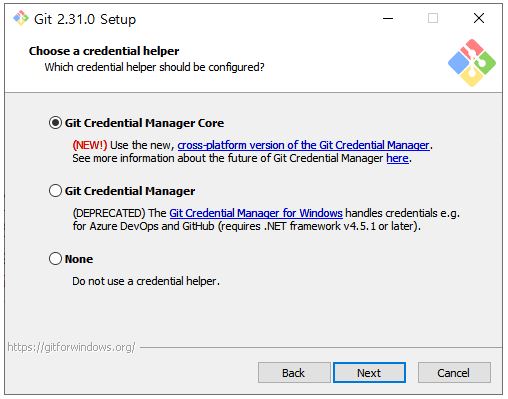 Git 2.31.0 Setup
Choose a credential helper
Which credential helper should be configured?
Git Credential Manager Core
(NEW!) Use the new, cross-platform version of the Git Credential Manager.
See more information about the future of Git Credential Manager here.
Git Credential Manager
(DEPRECATED) The Git Credential Manager for Windows handles credentials e.g.
for Azure DevOps and GitHub (requires .NET framework v4.5.1 or later).
None
Do not use a credential helper.
https://gitforwindows.org/
Back Next Cancel